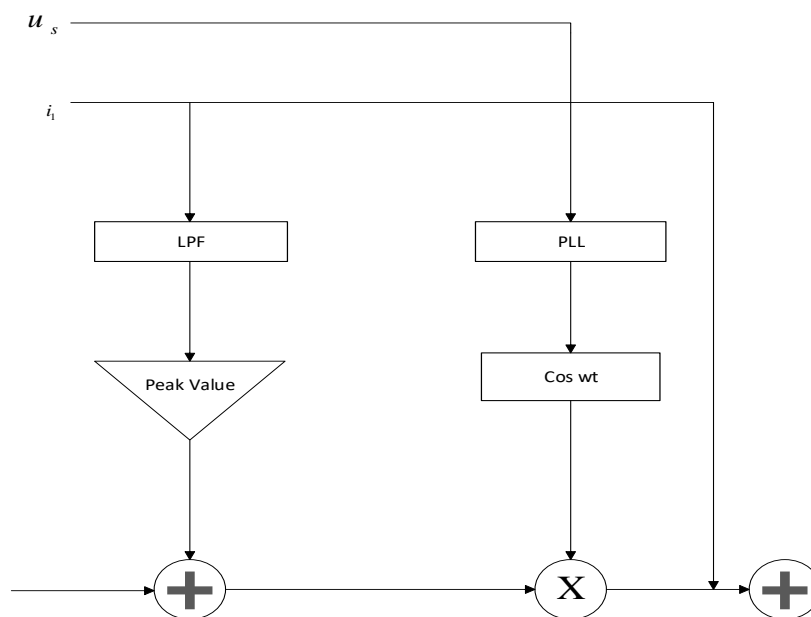 u s
i1
LPF
PLL
Peak Value
Cos wt
X